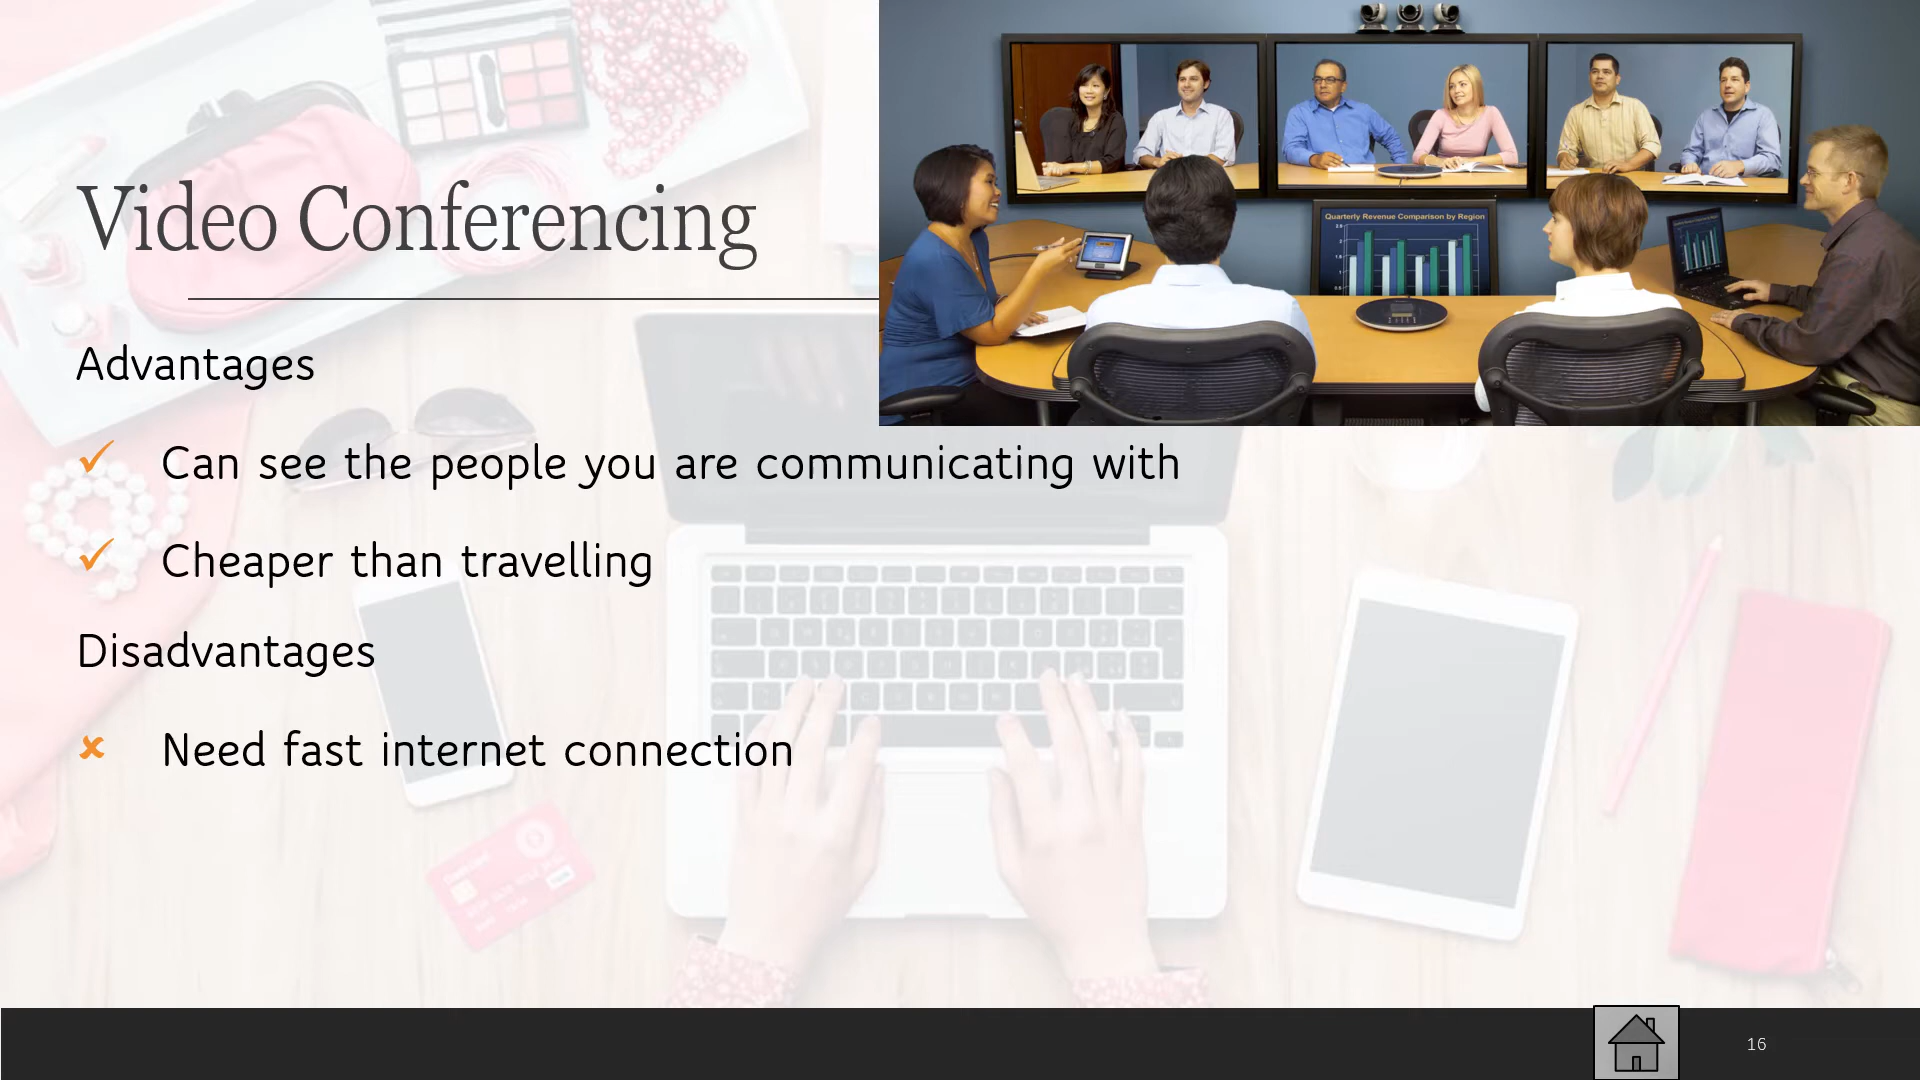 Video Conferencing
Quarterly Revenue Comparison by Region
Advantages
Can see the people you are communicating with
Cheaper than travelling
Disadvantages
Need fast internet connection
16